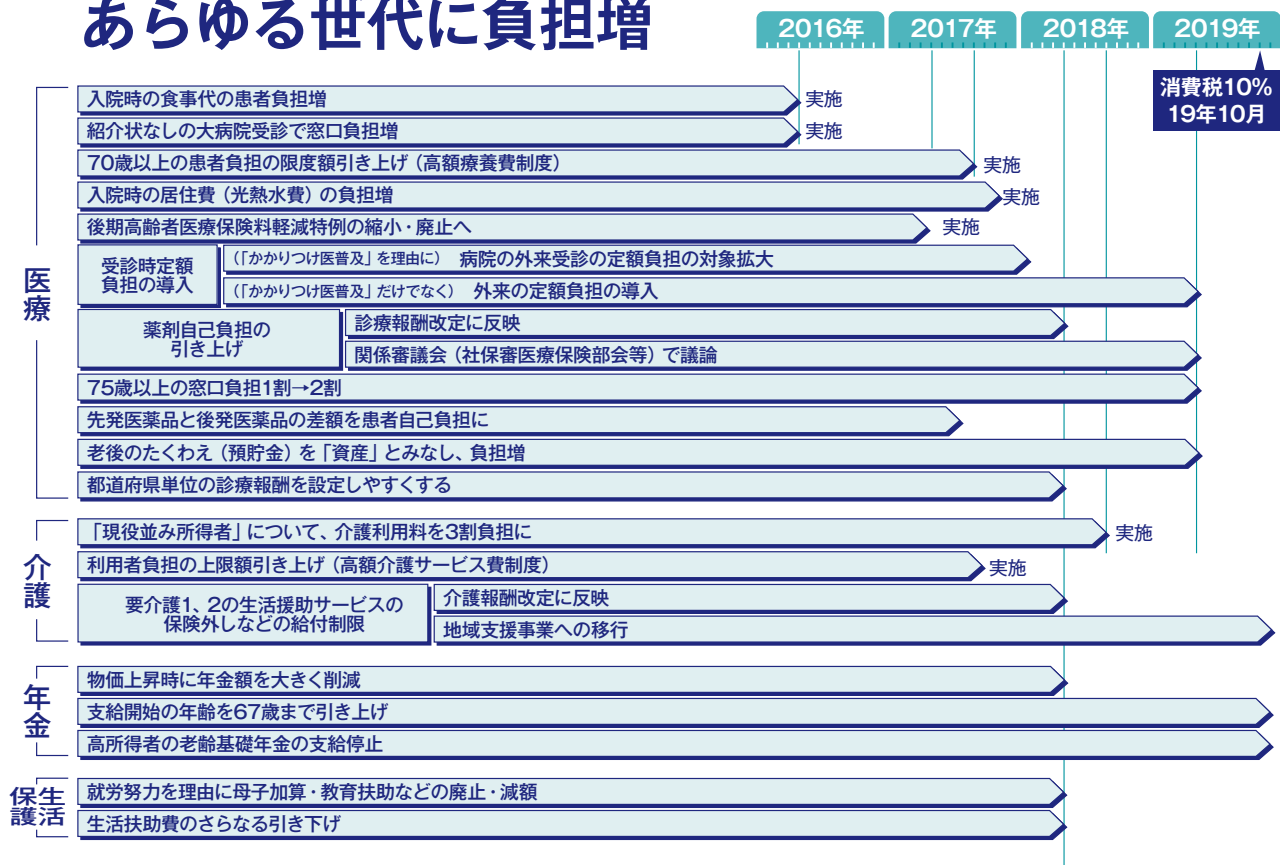 あらゆる世代に負担増
2016年
2017年
2018年
2019年
消費税10%
19年10月
医療
入院時の食事代の患者負担増
実施
紹介状なしの大病院受診で窓口負担増
実施
70歳以上の患者負担の限度額引き上げ（高額療養費制度）
実施
入院時の居住費（光熱水費）の負担増
実施
後期高齢者医療保険料軽減特例の縮小・廃止へ
実施
受診時定額
負担の導入
（「かかりつけ医普及」を理由に） 病院の外来受診の定額負担の対象拡大
（「かかりつけ医普及」だけでなく） 外来の定額負担の導入
薬剤自己負担の
引き上げ
診療報酬改定に反映
関係審議会（社保審医療保険部会等）で議論
75歳以上の窓口負担1割→2割
先発医薬品と後発医薬品の差額を患者自己負担に
老後のたくわえ（預貯金）を「資産」とみなし、負担増
都道府県単位の診療報酬を設定しやすくする
介護
「現役並み所得者」について、介護利用料を3割負担に
実施
利用者負担の上限額引き上げ（高額介護サービス費制度）
実施
要介護1、2の生活援助サービスの
保険外しなどの給付制限
介護報酬改定に反映
地域支援事業への移行
年金
物価上昇時に年金額を大きく削減
支給開始の年齢を67歳まで引き上げ
高所得者の老齢基礎年金の支給停止
生活
保護
就労努力を理由に母子加算・教育扶助などの廃止・減額
生活扶助費のさらなる引き下げ